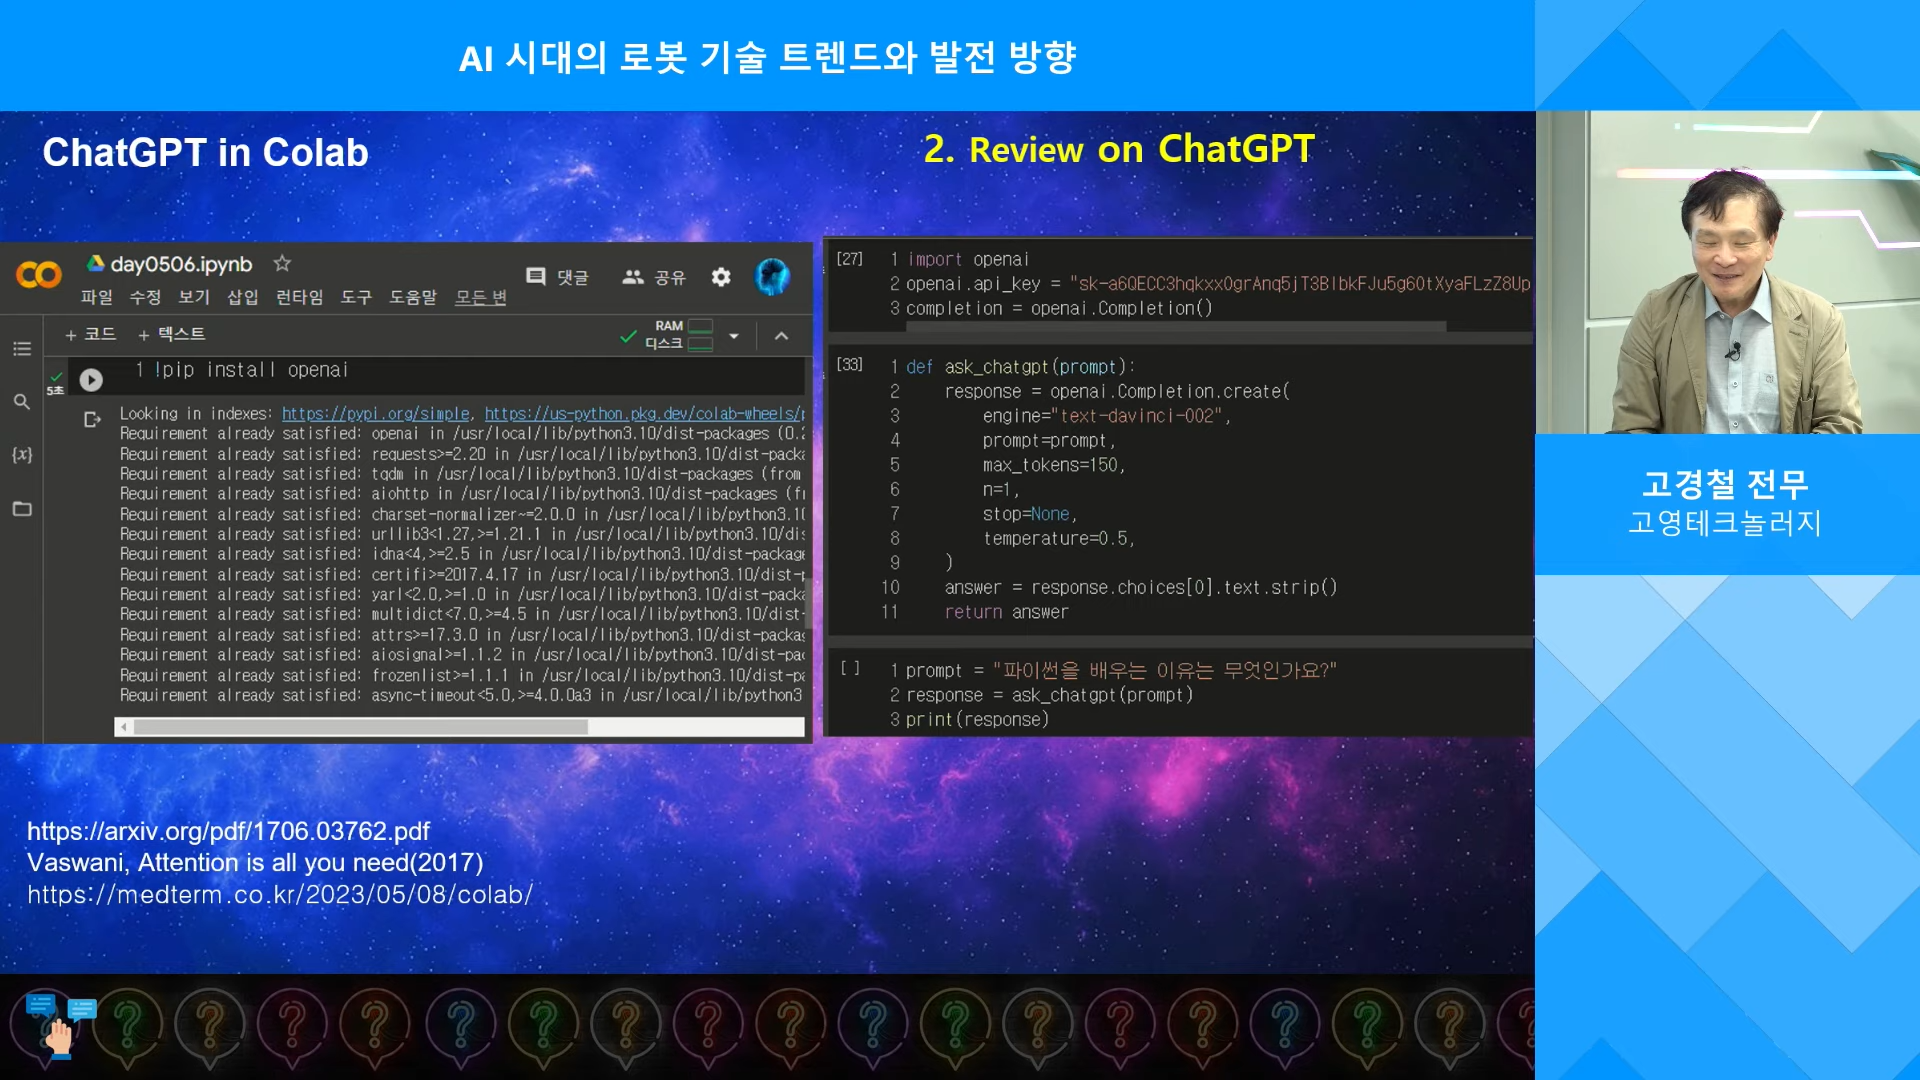 AI 시대의 로봇 기술 트렌드와 발전 방향
ChatGPT in Colab
2. Review on ChatGPT
day0506.ipynb
댓글
공유
파일 수정 보기 삽입 런타임 도구 도움말 모든 변
+ 코드 + 텍스트
RAM
디스크
5초
1 !pip install openai
Looking in indexes: https://pypi.org/simple, https://us-python.pkg.dev/colab-wheels/p
Requirement already satisfied: openai in /usr/local/lib/python3.10/dist-packages (0.2
Requirement already satisfied: requests>=2.20 in /usr/local/lib/python3.10/dist-packa
Requirement already satisfied: tqdm in /usr/local/lib/python3.10/dist-packages (from
Requirement already satisfied: aiohttp in /usr/local/lib/python3.10/dist-packages (fr
Requirement already satisfied: charset-normalizer~=2.0.0 in /usr/local/lib/python3.10
Requirement already satisfied: urllib3<1.27,>=1.21.1 in /usr/local/lib/python3.10/dis
Requirement already satisfied: idna<4,>=2.5 in /usr/local/lib/python3.10/dist-package
Requirement already satisfied: certifi>=2017.4.17 in /usr/local/lib/python3.10/dist-p
Requirement already satisfied: yarl<2.0,>=1.0 in /usr/local/lib/python3.10/dist-packa
Requirement already satisfied: multidict<7.0,>=4.5 in /usr/local/lib/python3.10/dist-
Requirement already satisfied: attrs>=17.3.0 in /usr/local/lib/python3.10/dist-packag
Requirement already satisfied: aiosignal>=1.1.2 in /usr/local/lib/python3.10/dist-pac
Requirement already satisfied: frozenlist>=1.1.1 in /usr/local/lib/python3.10/dist-pa
Requirement already satisfied: async-timeout<5.0,>=4.0.0a3 in /usr/local/lib/python3
[27] 1 import openai
2 openai.api_key = "sk-a6QECC3hqkxx0grAnq5jT3BlbkFJu5g60tXyaFLzZ8Up
3 completion = openai.Completion()
[33] 1 def ask_chatgpt(prompt):
2 response = openai.Completion.create(
3 engine="text-davinci-002",
4 prompt=prompt,
5 max_tokens=150,
6 n=1,
7 stop=None,
8 temperature=0.5,
9 )
10 answer = response.choices[0].text.strip()
11 return answer
[ ] 1 prompt = "파이썬을 배우는 이유는 무엇인가요?"
2 response = ask_chatgpt(prompt)
3 print(response)
https://arxiv.org/pdf/1706.03762.pdf
Vaswani, Attention is all you need(2017)
https://medterm.co.kr/2023/05/08/colab/
고경철 전무
고영테크놀러지